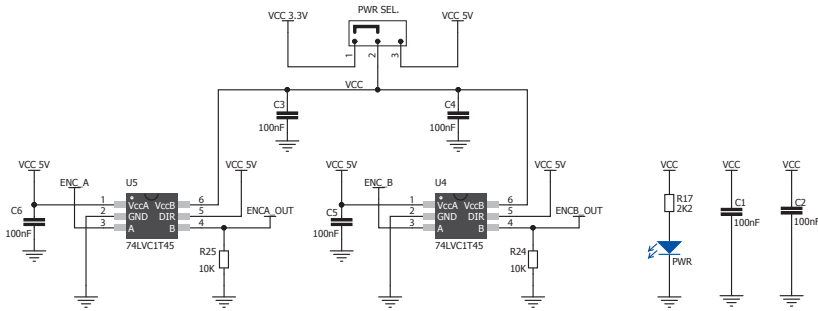 PWR SEL.
VCC 3.3V
VCC 5V
1
2
3
VCC
C3
100nF
C4
100nF
VCC 5V
ENC_A
U5
VCC 5V
1
2
3
VccA
GND
A
VccB
DIR
B
6
5
4
74LVC1T45
ENCA_OUT
C6
100nF
R25
10K
VCC 5V
ENC_B
U4
VCC 5V
1
2
3
VccA
GND
A
VccB
DIR
B
6
5
4
74LVC1T45
ENCB_OUT
C5
100nF
R24
10K
VCC
R17
2K2
PWR
VCC
C1
100nF
VCC
C2
100nF